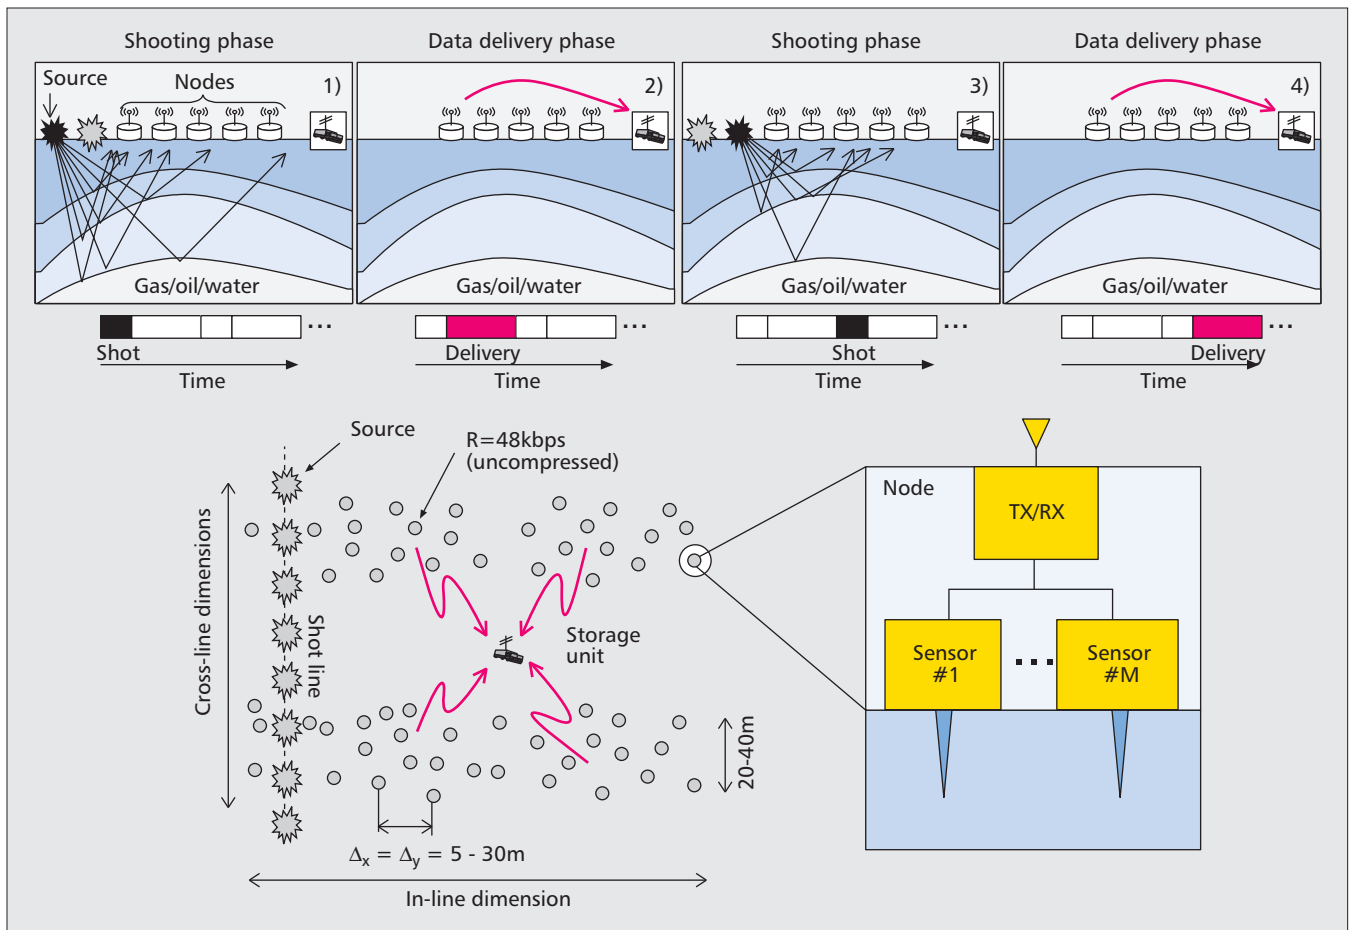 Shooting phase
Data delivery phase
Shooting phase
Data delivery phase
Source
Nodes
1)
2)
3)
4)
Gas/oil/water
Gas/oil/water
Gas/oil/water
Gas/oil/water
...
...
...
...
Shot
Delivery
Shot
Delivery
Time
Time
Time
Time
Source
R=48kbps
(uncompressed)
Cross-line dimensions
Shot line
Storage
unit
20-40m
Δx = Δy = 5 - 30m
In-line dimension
Node
TX/RX
Sensor
#1
...
Sensor
#M